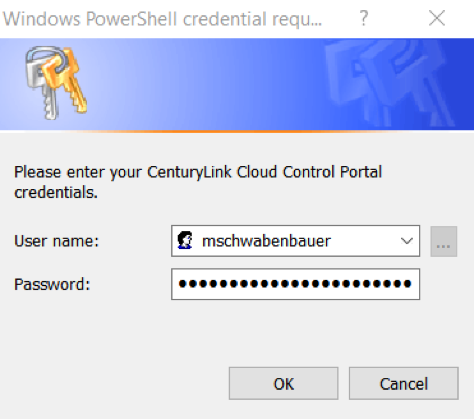 Windows PowerShell credential requ... ?
Please enter your CenturyLink Cloud Control Portal
credentials.
User name: mschwabenbauer ...
Password: ●●●●●●●●●●●●●●●●●●●●●●●
OK Cancel